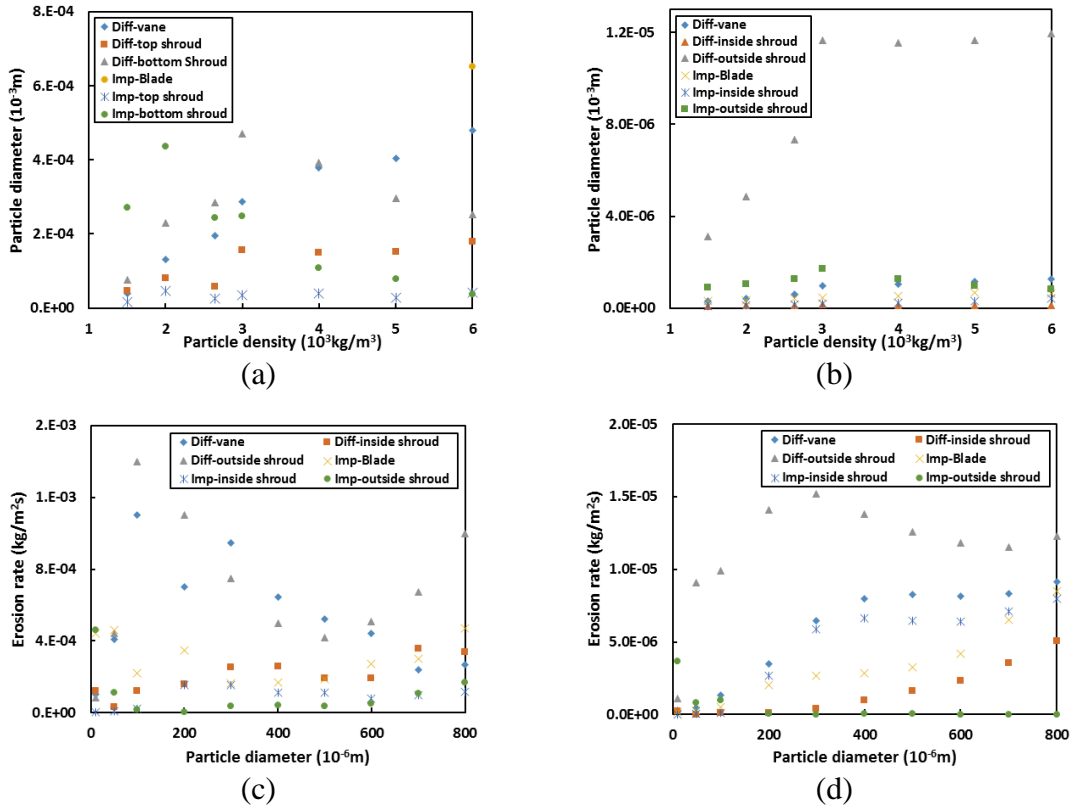 8.E-04
6.E-04
4.E-04
2.E-04
0.E+00
Particle diameter (10⁻³m)
Diff-vane
Diff-top shroud
Diff-bottom Shroud
Imp-Blade
Imp-top shroud
Imp-bottom shroud
1 2 3 4 5 6
Particle density (10³kg/m³)
(a)
1.2E-05
8.0E-06
4.0E-06
0.0E+00
Particle diameter (10⁻³m)
Diff-vane
Diff-inside shroud
Diff-outside shroud
Imp-Blade
Imp-inside shroud
Imp-outside shroud
1 2 3 4 5 6
Particle density (10³kg/m³)
(b)
2.E-03
1.E-03
8.E-04
4.E-04
0.E+00
Erosion rate (kg/m²s)
Diff-vane Diff-inside shroud
Diff-outside shroud Imp-Blade
Imp-inside shroud Imp-outside shroud
0 200 400 600 800
Particle diameter (10⁻⁶m)
(c)
2.0E-05
1.5E-05
1.0E-05
5.0E-06
0.0E+00
Erosion rate (kg/m²s)
Diff-vane Diff-inside shroud
Diff-outside shroud Imp-Blade
Imp-inside shroud Imp-outside shroud
0 200 400 600 800
Particle diameter (10⁻⁶m)
(d)